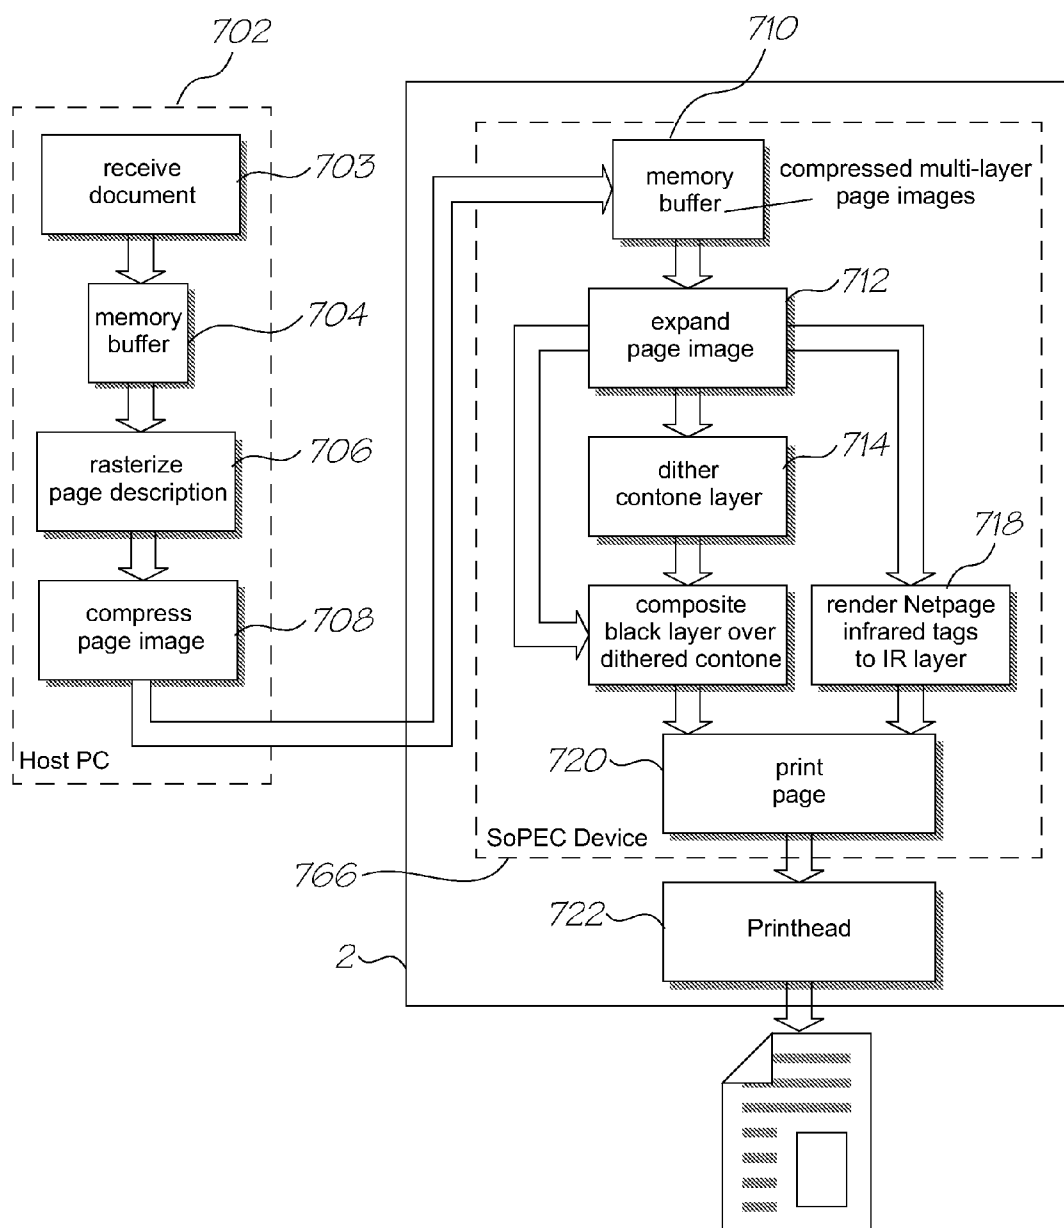 702
receive
document
703
memory
buffer
704
rasterize
page description
706
compress
page image
708
Host PC
710
memory
buffer
compressed multi-layer
page images
expand
page image
712
dither
contone layer
714
composite
black layer over
dithered contone
718
render Netpage
infrared tags
to IR layer
720
print
page
SoPEC Device
766
722
Printhead
2